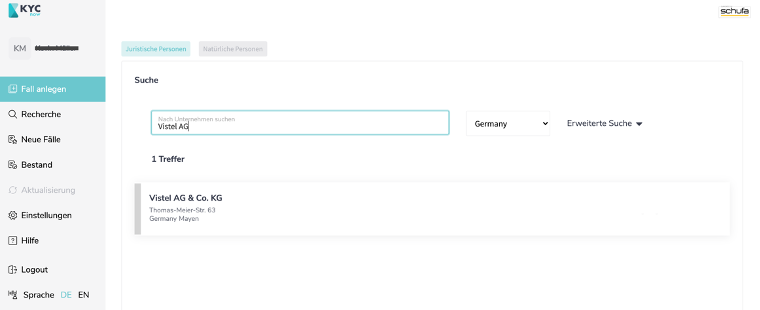 KYC
schufa
KM
Juristische Personen
Natürliche Personen
Suche
Fall anlegen
Nach Unternehmen suchen
Vistel AG
Germany
Erweiterte Suche
Recherche
Neue Fälle
1 Treffer
Bestand
Aktualisierung
Vistel AG & Co. KG
Thomas-Meier-Str. 63
Germany Mayen
Einstellungen
Hilfe
Logout
Sprache DE EN